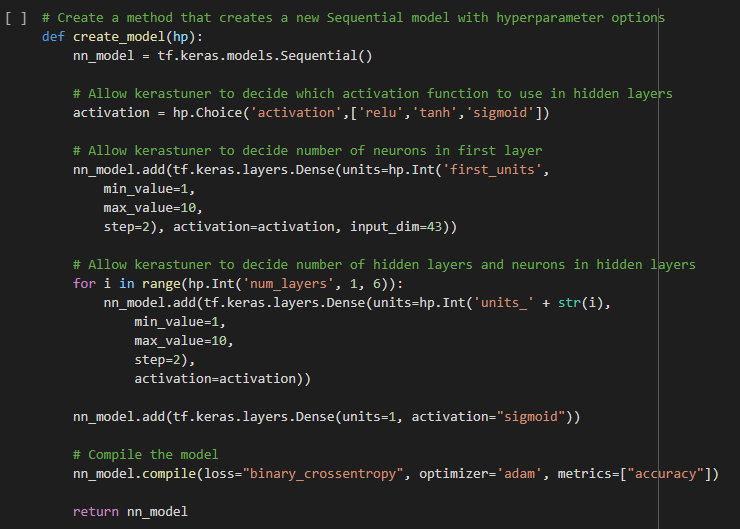 [ ] # Create a method that creates a new Sequential model with hyperparameter options
def create_model(hp):
    nn_model = tf.keras.models.Sequential()

    # Allow kerastuner to decide which activation function to use in hidden layers
    activation = hp.Choice('activation',['relu','tanh','sigmoid'])

    # Allow kerastuner to decide number of neurons in first layer
    nn_model.add(tf.keras.layers.Dense(units=hp.Int('first_units',
        min_value=1,
        max_value=10,
        step=2), activation=activation, input_dim=43))

    # Allow kerastuner to decide number of hidden layers and neurons in hidden layers
    for i in range(hp.Int('num_layers', 1, 6)):
        nn_model.add(tf.keras.layers.Dense(units=hp.Int('units_' + str(i),
            min_value=1,
            max_value=10,
            step=2),
            activation=activation))

    nn_model.add(tf.keras.layers.Dense(units=1, activation="sigmoid"))

    # Compile the model
    nn_model.compile(loss="binary_crossentropy", optimizer='adam', metrics=["accuracy"])

    return nn_model